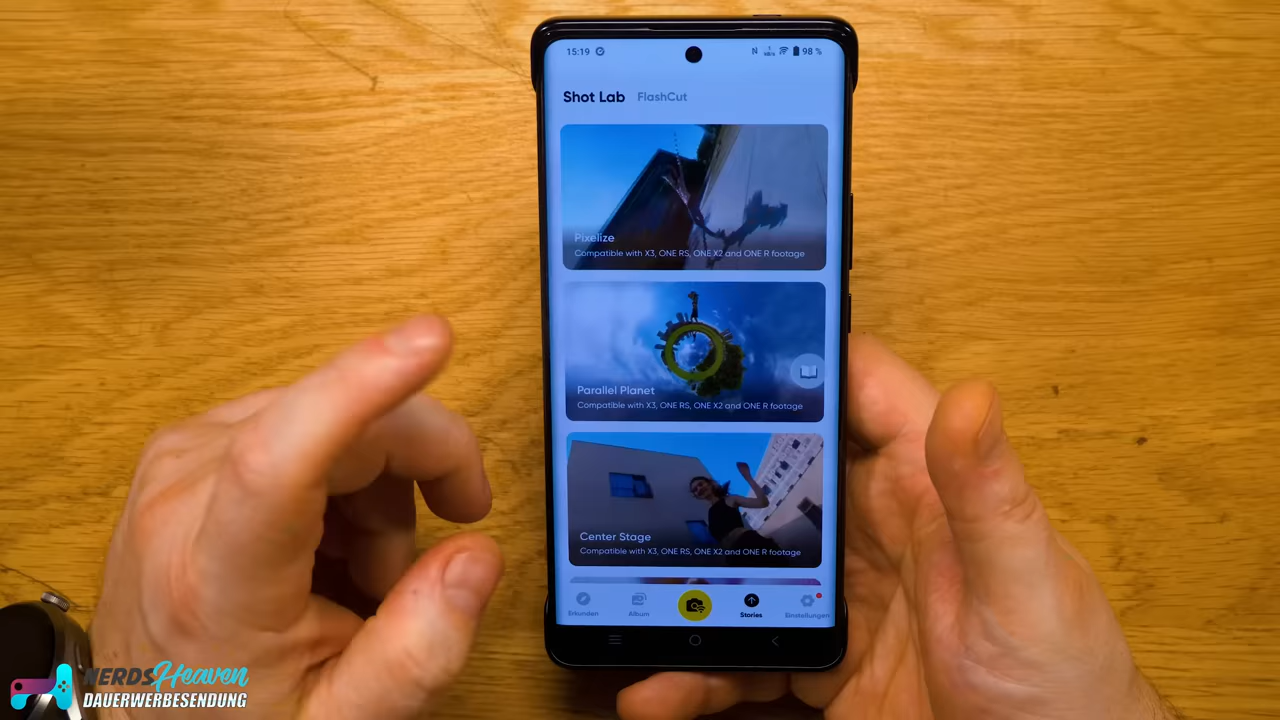 15:19
N
98 %
Shot Lab FlashCut
Pixelize
Compatible with X3, ONE RS, ONE X2 and ONE R footage
Parallel Planet
Compatible with X3, ONE RS, ONE X2 and ONE R footage
Center Stage
Compatible with X3, ONE RS, ONE X2 and ONE R footage
Erkunden Album Stories Einstellungen
NERDSHeaven
DAUERWERBESENDUNG